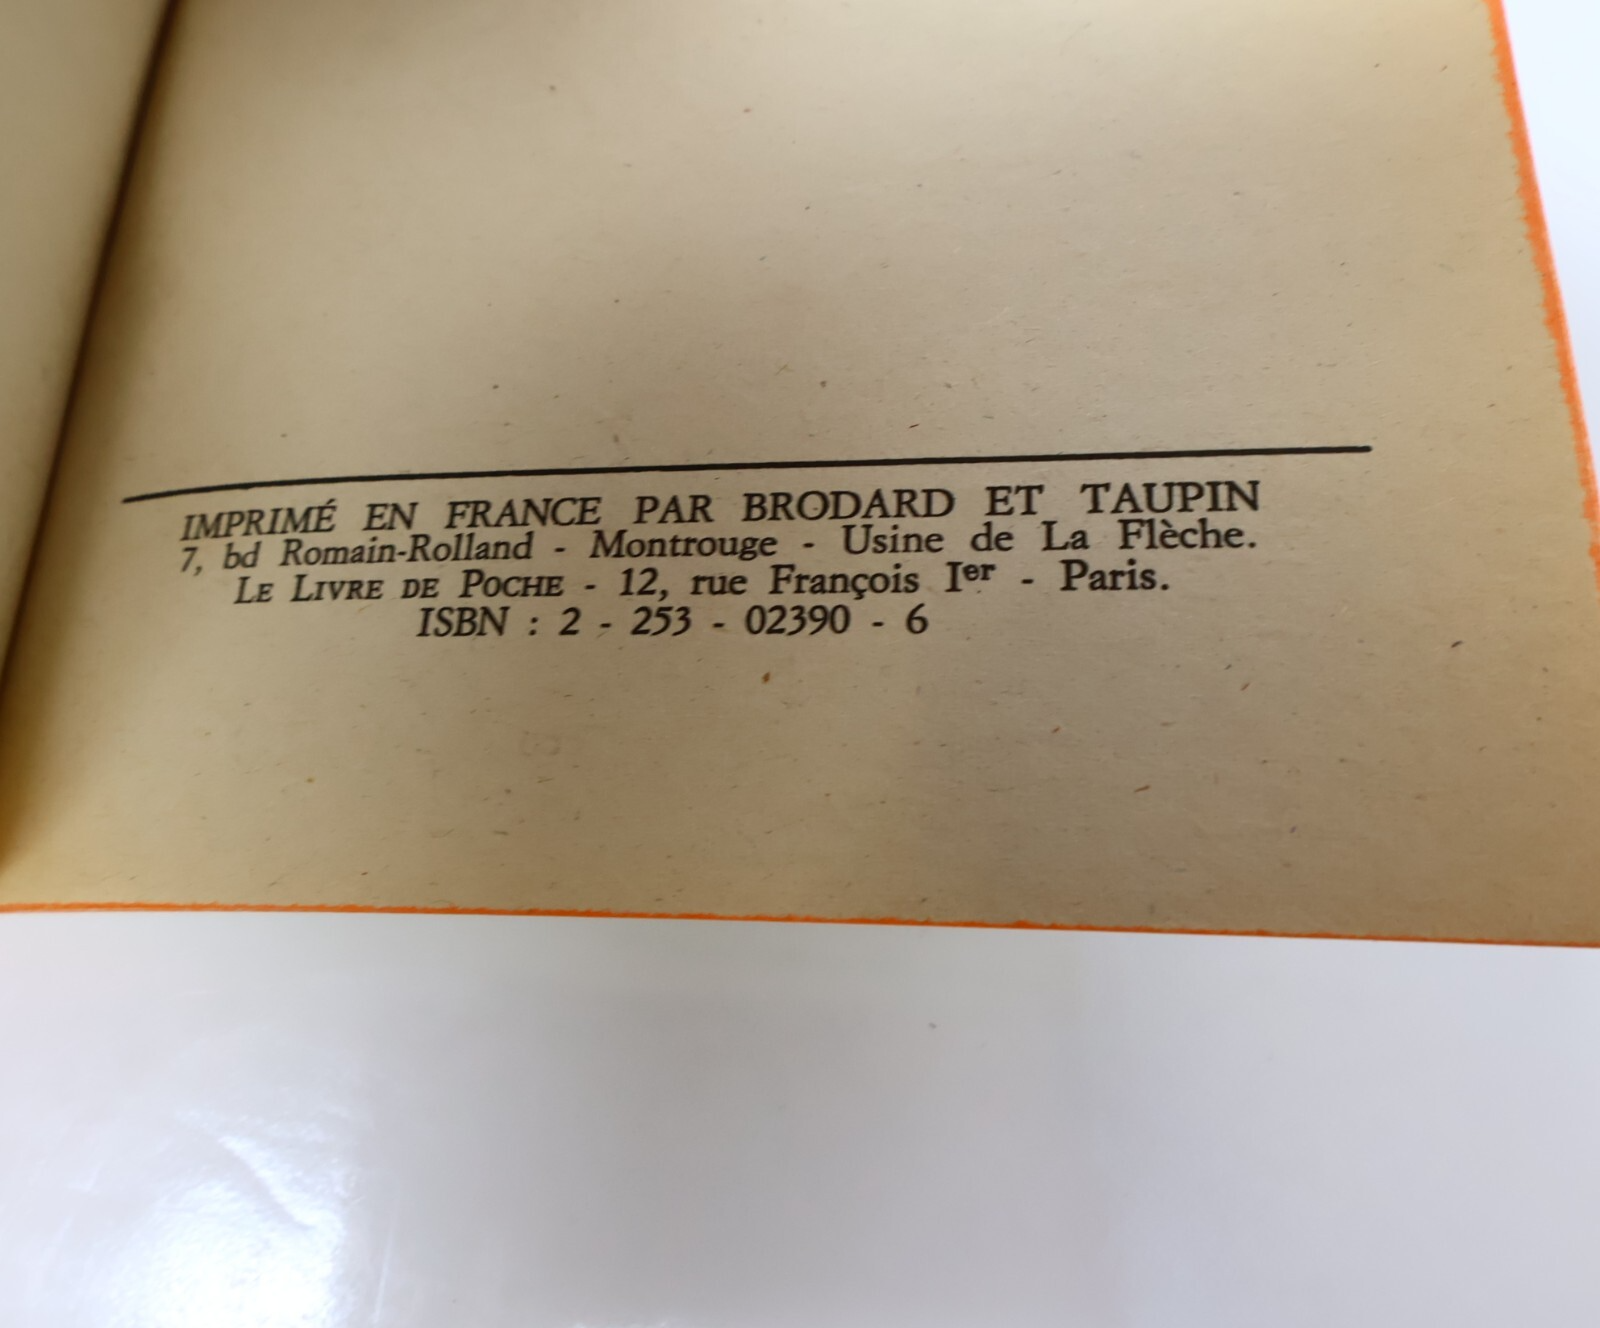 IMPRIMÉ EN FRANCE PAR BRODARD ET TAUPIN
7, bd Romain-Rolland - Montrouge - Usine de La Flèche.
LE LIVRE DE POCHE - 12, rue François Iᵉʳ - Paris.
ISBN : 2 - 253 - 02390 - 6